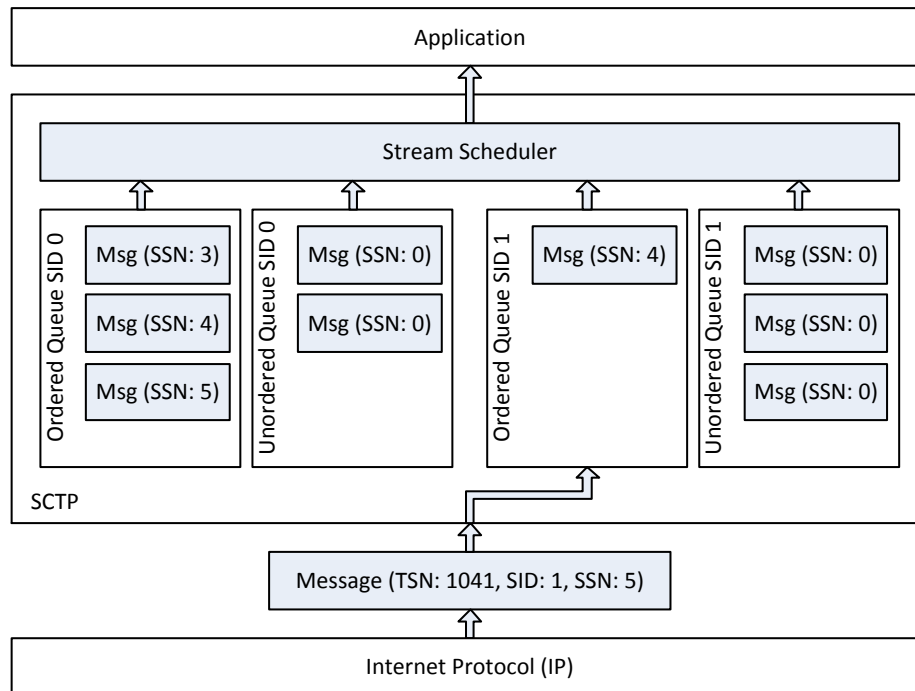 Application
Stream Scheduler
Ordered Queue SID 0
Msg (SSN: 3)
Msg (SSN: 4)
Msg (SSN: 5)
Unordered Queue SID 0
Msg (SSN: 0)
Msg (SSN: 0)
Ordered Queue SID 1
Msg (SSN: 4)
Unordered Queue SID 1
Msg (SSN: 0)
Msg (SSN: 0)
Msg (SSN: 0)
SCTP
Message (TSN: 1041, SID: 1, SSN: 5)
Internet Protocol (IP)